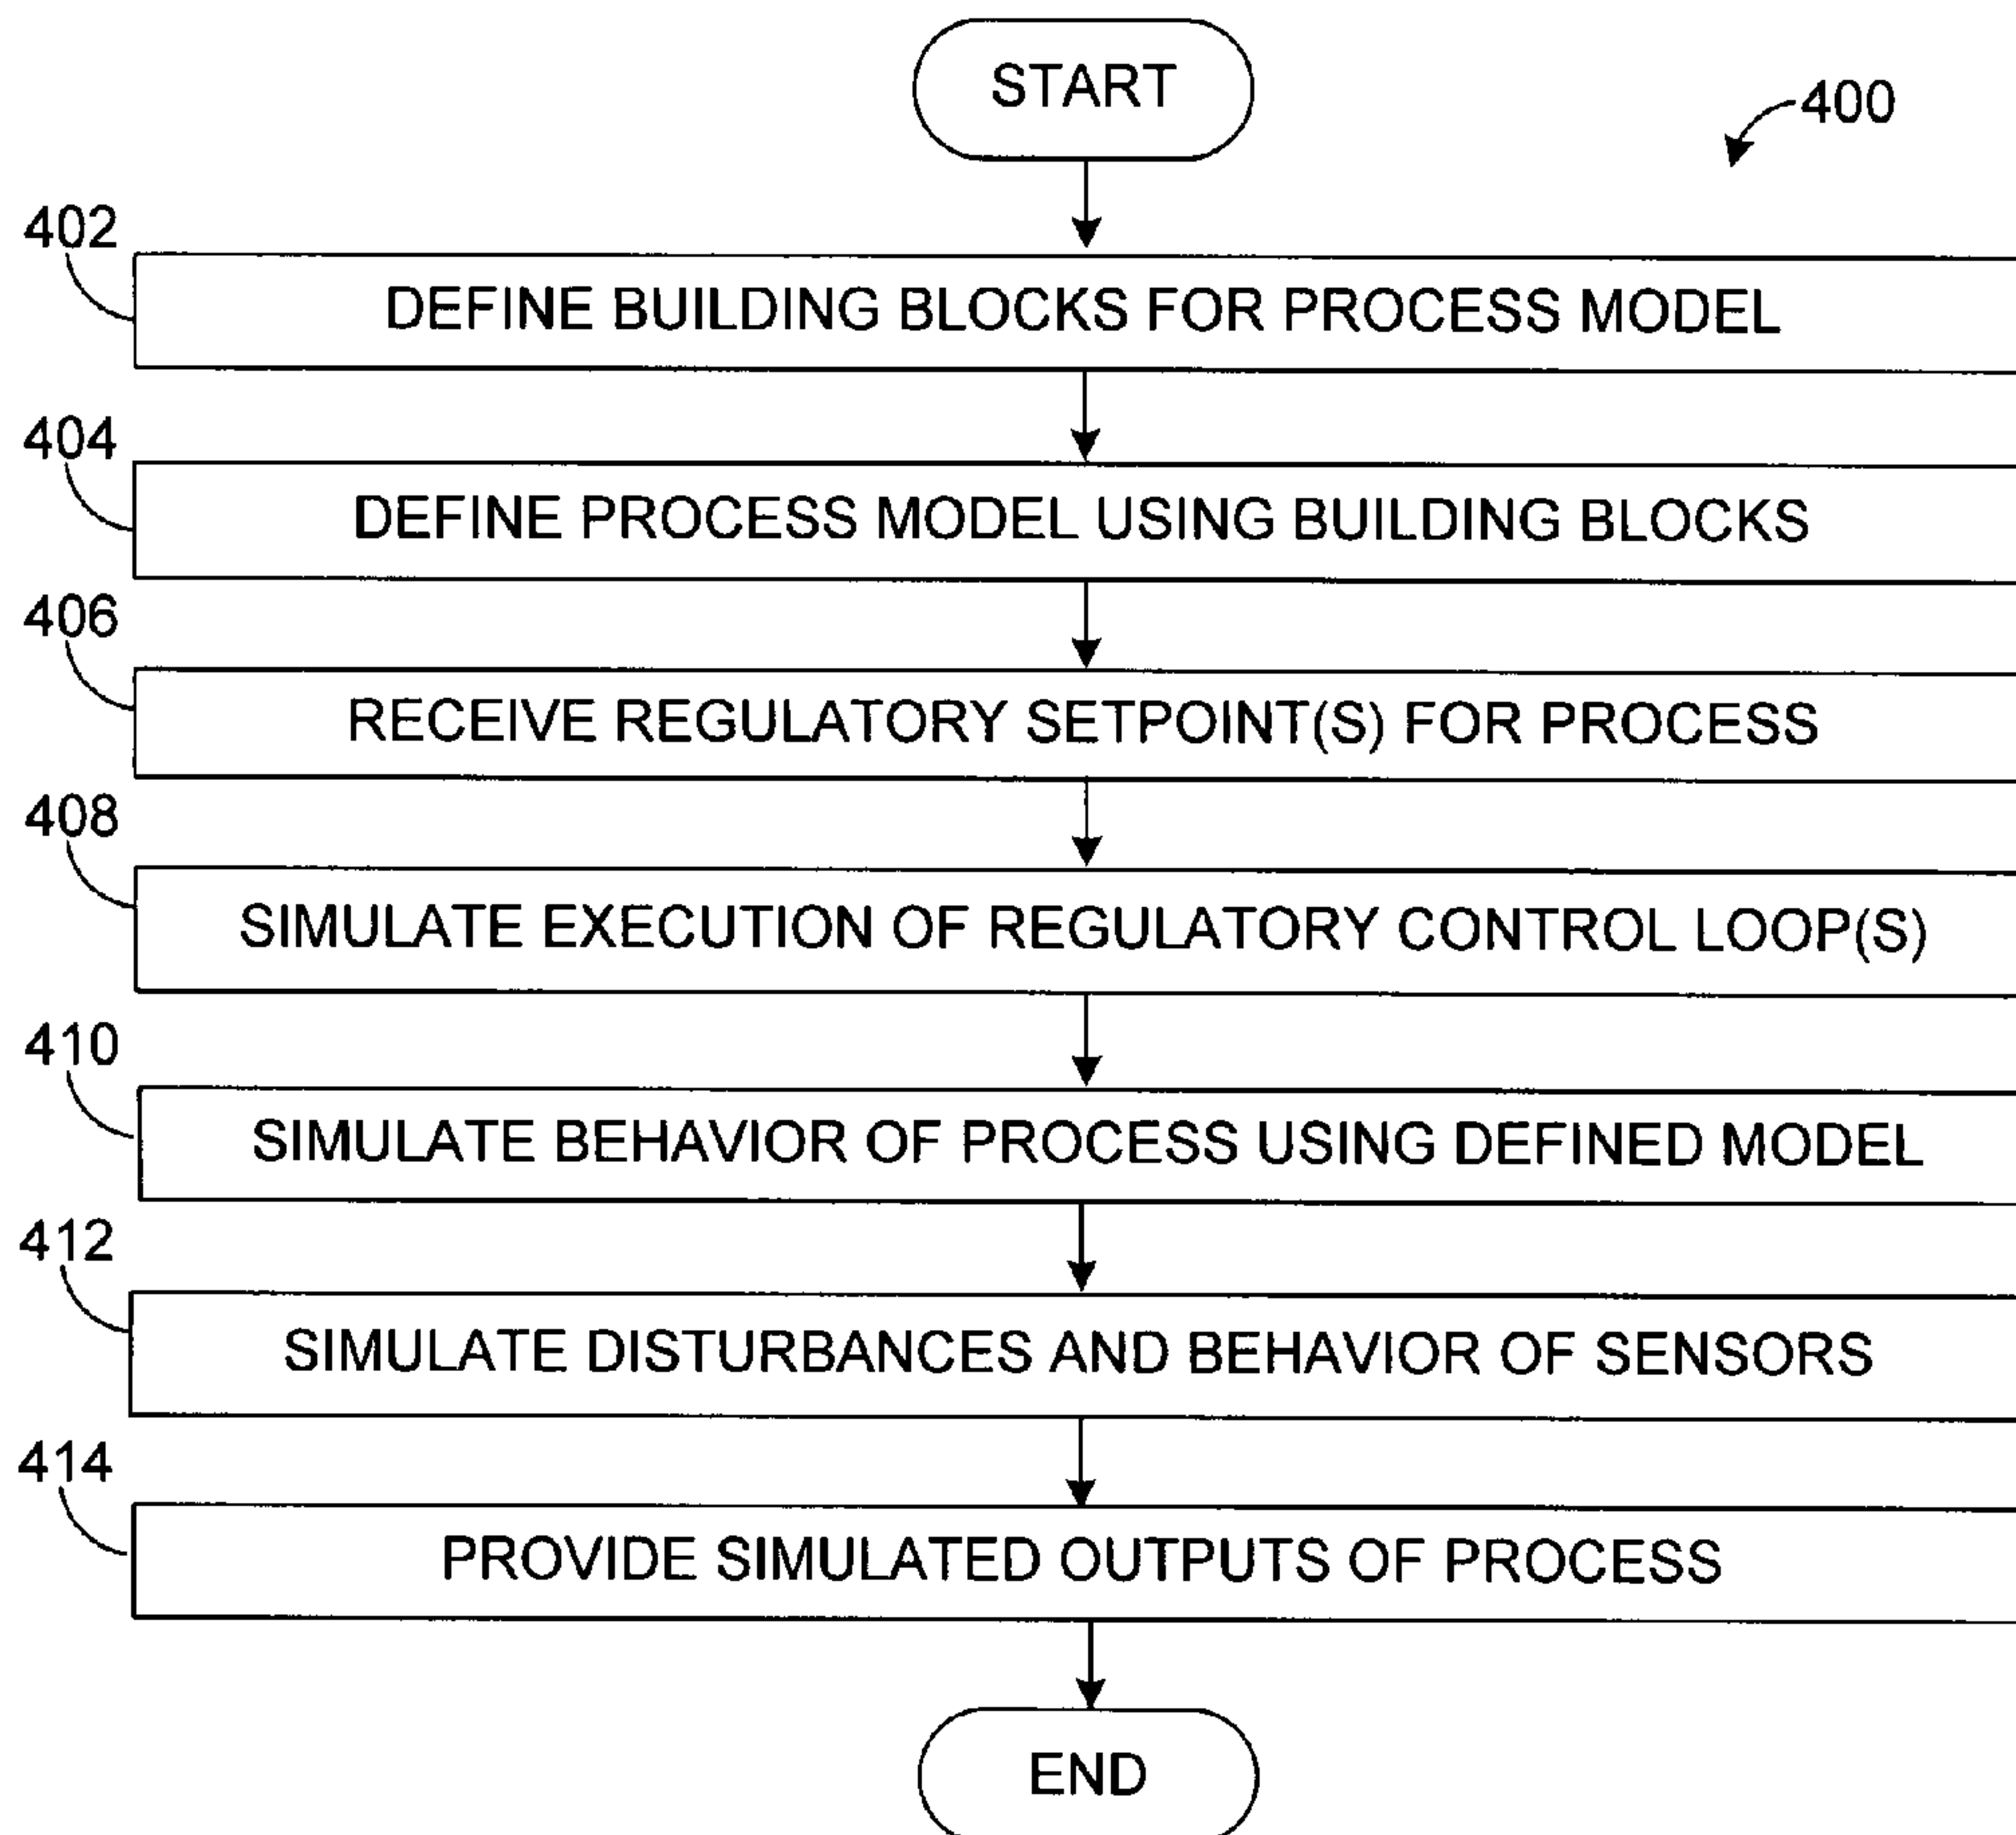 START
400
402
DEFINE BUILDING BLOCKS FOR PROCESS MODEL
404
DEFINE PROCESS MODEL USING BUILDING BLOCKS
406
RECEIVE REGULATORY SETPOINT(S) FOR PROCESS
408
SIMULATE EXECUTION OF REGULATORY CONTROL LOOP(S)
410
SIMULATE BEHAVIOR OF PROCESS USING DEFINED MODEL
412
SIMULATE DISTURBANCES AND BEHAVIOR OF SENSORS
414
PROVIDE SIMULATED OUTPUTS OF PROCESS
END